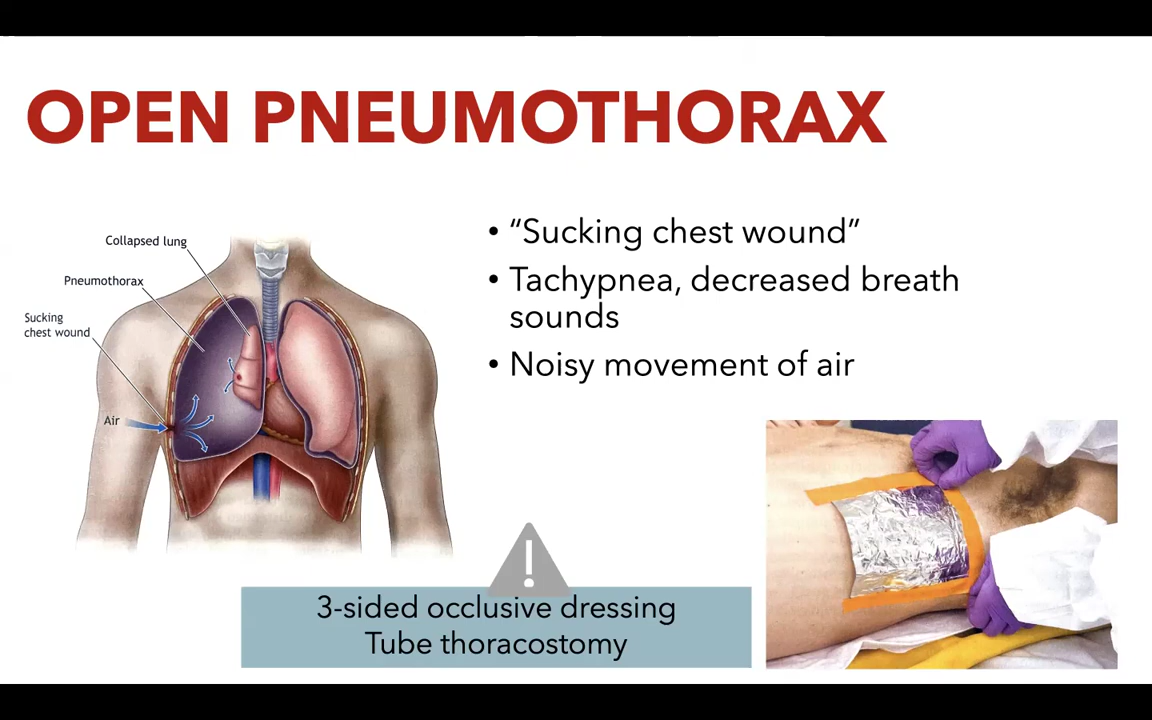 OPEN PNEUMOTHORAX
Collapsed lung
Pneumothorax
Sucking
chest wound
Air
• “Sucking chest wound”
• Tachypnea, decreased breath
sounds
• Noisy movement of air
!
3-sided occlusive dressing
Tube thoracostomy